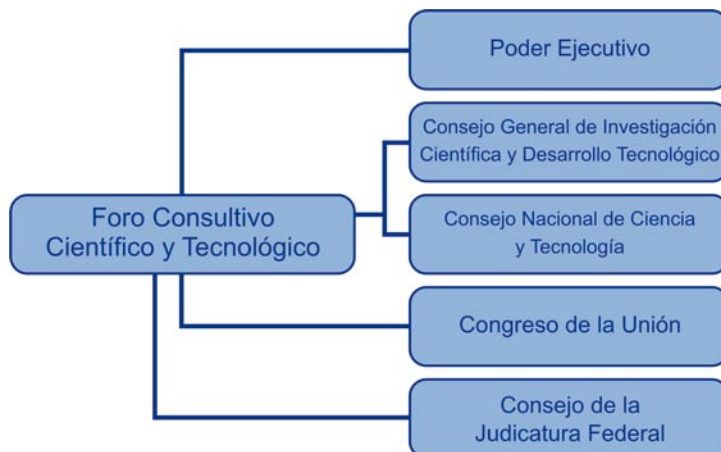 Poder Ejecutivo
Consejo General de Investigación
Científica y Desarrollo Tecnológico
Foro Consultivo
Científico y Tecnológico
Consejo Nacional de Ciencia
y Tecnología
Congreso de la Unión
Consejo de la
Judicatura Federal